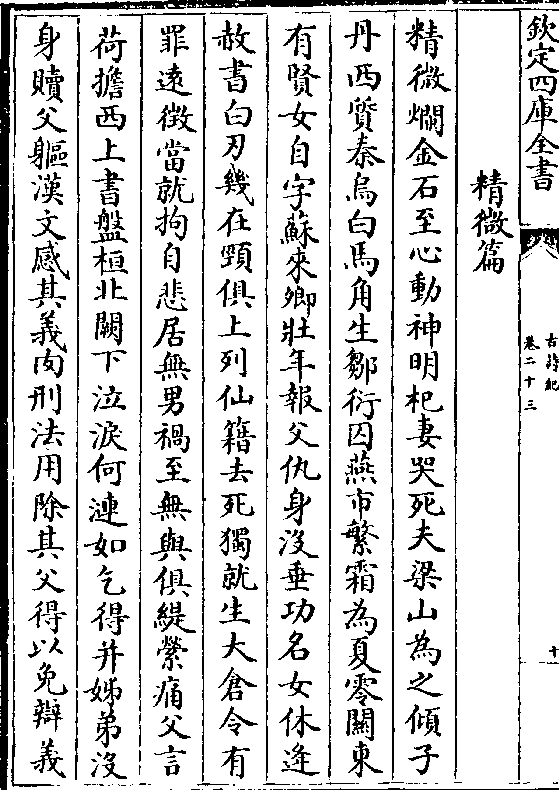 欽定四庫全書
古詩紀
卷二十三
十
精微篇
精微爛金石至心動神明杞妻哭死夫梁山為之傾子
丹西質秦烏白馬角生鄒衍囚燕市繁霜為夏零關東
有賢女自字蘇來卿壯年報父仇身沒垂功名女休逢
赦書白刃幾在頸俱上列仙籍去死獨就生大倉令有
罪遠徵當就拘自悲居無男禍至無與俱緹縈痛父言
荷擔西上書盤桓北闕下泣淚何漣如乞得并姊弟沒
身贖父軀漢文感其義肉刑法用除其父得以免辯義